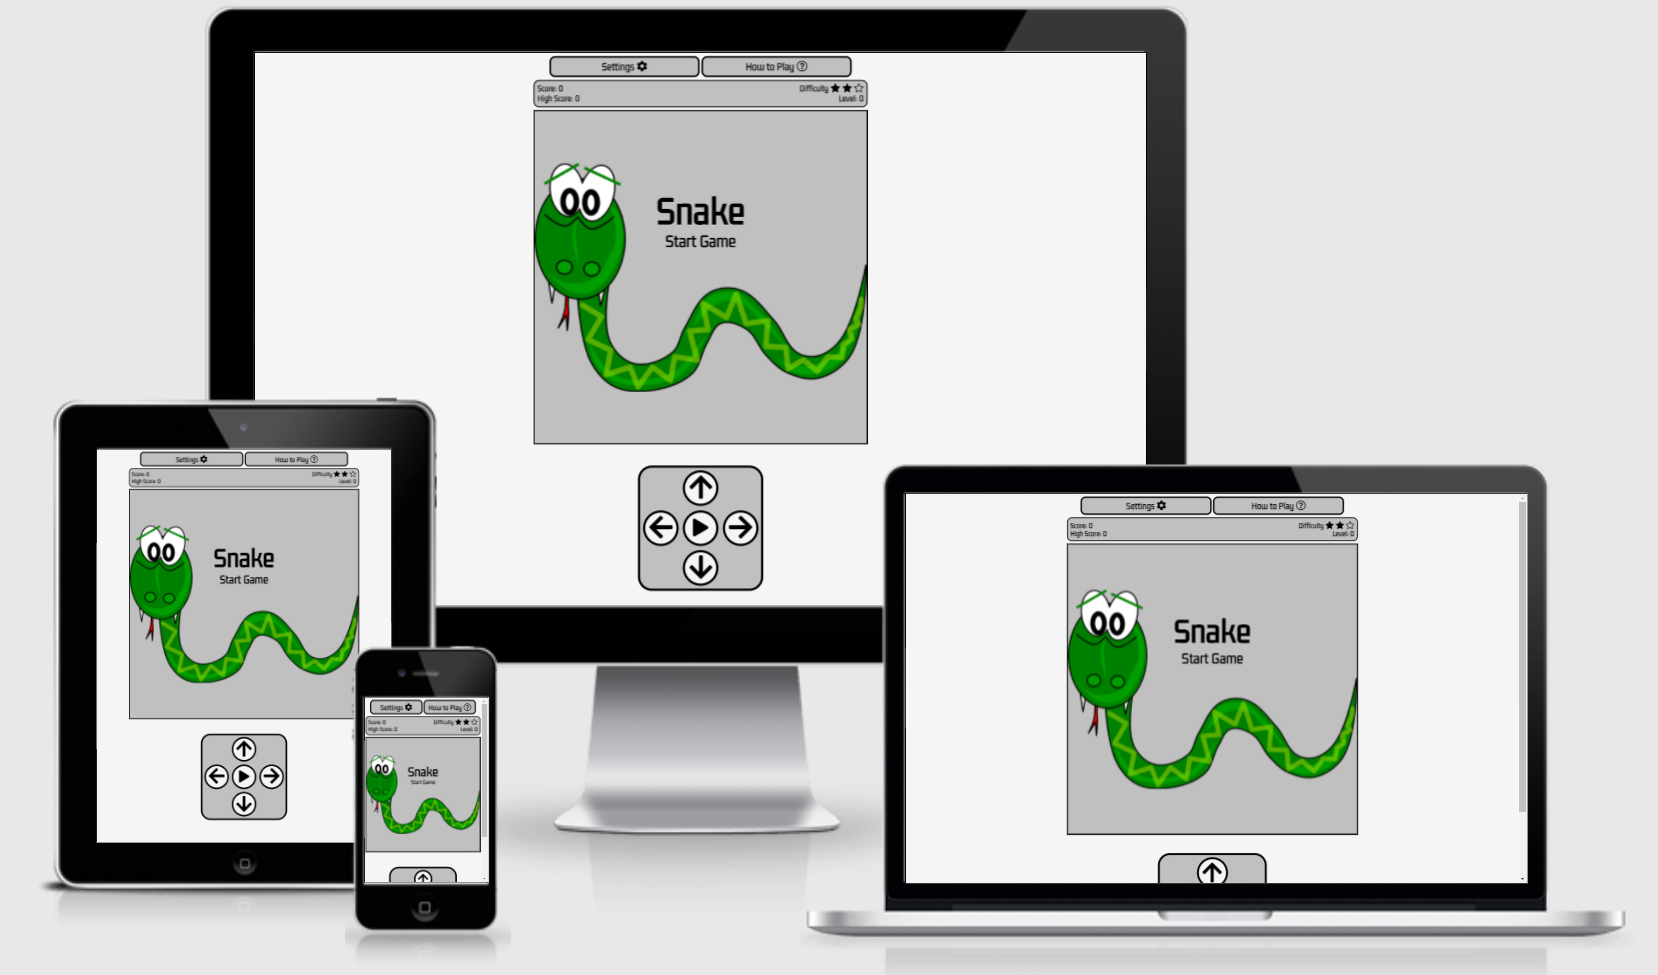 Settings
How to Play
Score: 0
Difficulty
High Score: 0
Level: 0
Snake
Start Game
Settings
How to Play
Score: 0
Difficulty
High Score: 0
Level: 0
Snake
Start Game
Settings
How to Play
Score: 0
Difficulty
High Score: 0
Level: 0
Snake
Start Game
Settings
How to Play
Score: 0
Difficulty
High Score: 0
Level: 0
Snake
Start Game